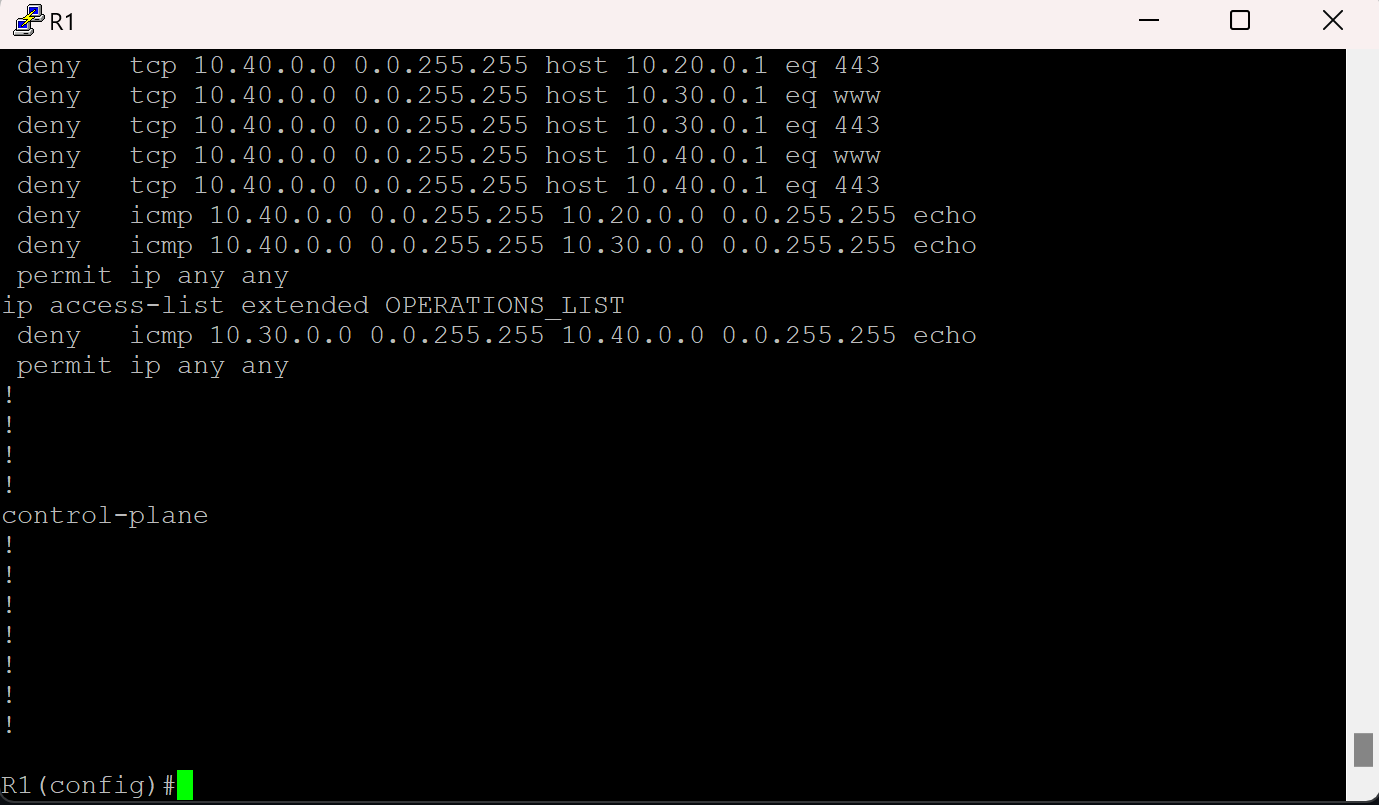 R1
 deny   tcp 10.40.0.0 0.0.255.255 host 10.20.0.1 eq 443
 deny   tcp 10.40.0.0 0.0.255.255 host 10.30.0.1 eq www
 deny   tcp 10.40.0.0 0.0.255.255 host 10.30.0.1 eq 443
 deny   tcp 10.40.0.0 0.0.255.255 host 10.40.0.1 eq www
 deny   tcp 10.40.0.0 0.0.255.255 host 10.40.0.1 eq 443
 deny   icmp 10.40.0.0 0.0.255.255 10.20.0.0 0.0.255.255 echo
 deny   icmp 10.40.0.0 0.0.255.255 10.30.0.0 0.0.255.255 echo
 permit ip any any
ip access-list extended OPERATIONS_LIST
 deny   icmp 10.30.0.0 0.0.255.255 10.40.0.0 0.0.255.255 echo
 permit ip any any
!
!
!
!
control-plane
!
!
!
!
!
!
!
R1(config)#